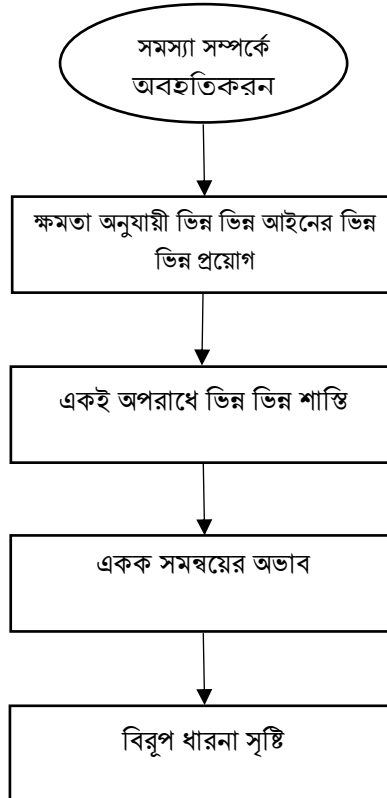 সমস্যা সম্পর্কে
অবহতিকরন
ক্ষমতা অনুযায়ী ভিন্ন ভিন্ন আইনের ভিন্ন
ভিন্ন প্রয়োগ
একই অপরাধে ভিন্ন ভিন্ন শাস্তি
একক সমন্বয়ের অভাব
বিরূপ ধারনা সৃষ্টি